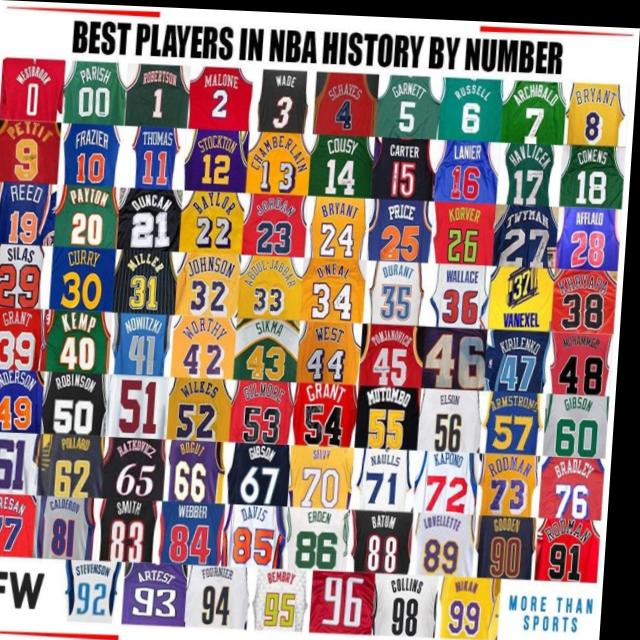 BEST PLAYERS IN NBA HISTORY BY NUMBER
WESTBROOK 0 PARISH 00 ROBERTSON 1 MALONE 2 WADE 3 SCHAYES 4 GARNETT 5 RUSSELL 6 ARCHIBALD 7 BRYANT 8
PETTIT 9 FRAZIER 10 THOMAS 11 STOCKTON 12 CHAMBERLAIN 13 COUSY 14 CARTER 15 LANIER 16 HAVLICEK 17 COWENS 18
REED 19 PAYTON 20 DUNCAN 21 BAYLOR 22 JORDAN 23 BRYANT 24 PRICE 25 KORVER 26 TWYMAN 27 AFFLALO 28
SILAS 29 CURRY 30 MILLER 31 JOHNSON 32 ABDUL-JABBAR 33 O'NEAL 34 DURANT 35 WALLACE 36 37 VANEXEL KHRYAPA 38
GRANT 39 KEMP 40 NOWITZKI 41 WORTHY 42 SIKMA 43 WEST 44 TOMJANOVICH 45 46 KIRILENKO 47 MOHAMMED 48
ANDERSON 49 ROBINSON 50 51 WILKES 52 GILMORE 53 GRANT 54 MUTOMBO 55 ELSON 56 ARMSTRONG 57 GIBSON 60
61 POLLARD 62 RATKOVICZ 65 BOGUT 66 GIBSON 67 70 NAULLS 71 KAPONO 72 RODMAN 73 BRADLEY 76
77 CALDERON 81 SMITH 83 WEBBER 84 DAVIS 85 ERDEN 86 BATUM 88 LOVELLETTE 89 GOODEN 90 RODMAN 91
FW STEVENSON 92 ARTEST 93 FOURNIER 94 BEMBRY 95 96 COLLINS 98 MIKAN 99 MORE THAN
SPORTS